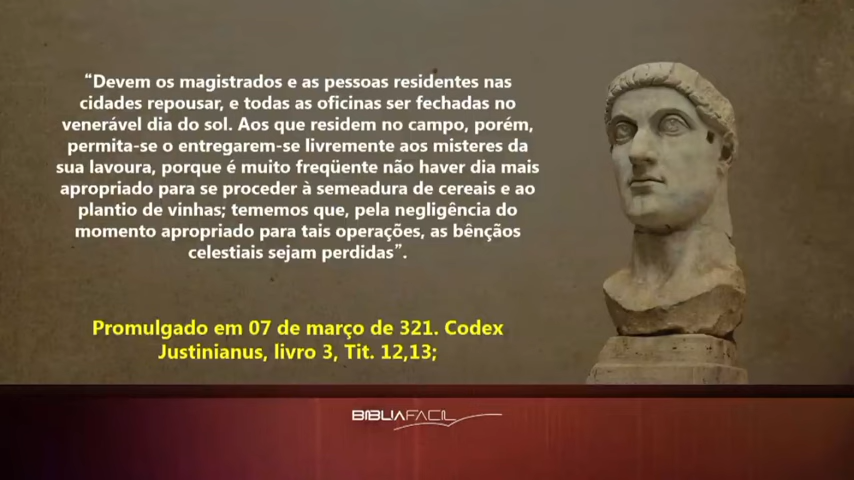 “Devem os magistrados e as pessoas residentes nas
cidades repousar, e todas as oficinas ser fechadas no
venerável dia do sol. Aos que residem no campo, porém,
permita-se o entregarem-se livremente aos misteres da
sua lavoura, porque é muito freqüente não haver dia mais
apropriado para se proceder à semeadura de cereais e ao
plantio de vinhas; tememos que, pela negligência do
momento apropriado para tais operações, as bênçãos
celestiais sejam perdidas”.
Promulgado em 07 de março de 321. Codex
Justinianus, livro 3, Tit. 12,13;
BÍBLIAFACIL